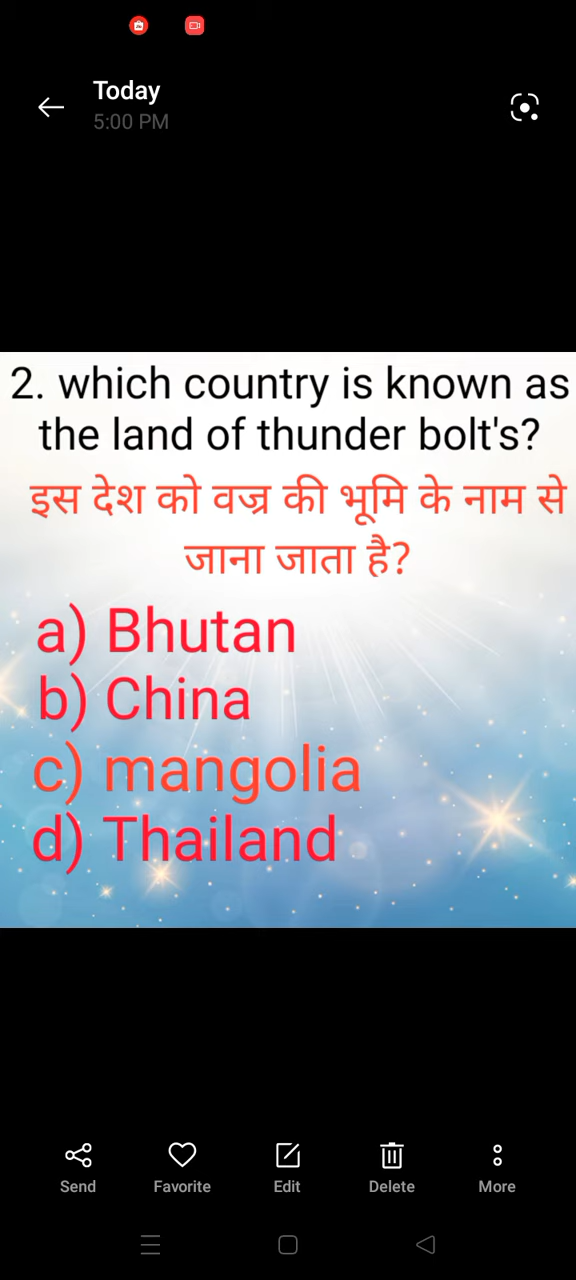 Today
5:00 PM
2. which country is known as
the land of thunder bolt's?
इस देश को वज्र की भूमि के नाम से
जाना जाता है?
a) Bhutan
b) China
c) mangolia
d) Thailand
Send Favorite Edit Delete More